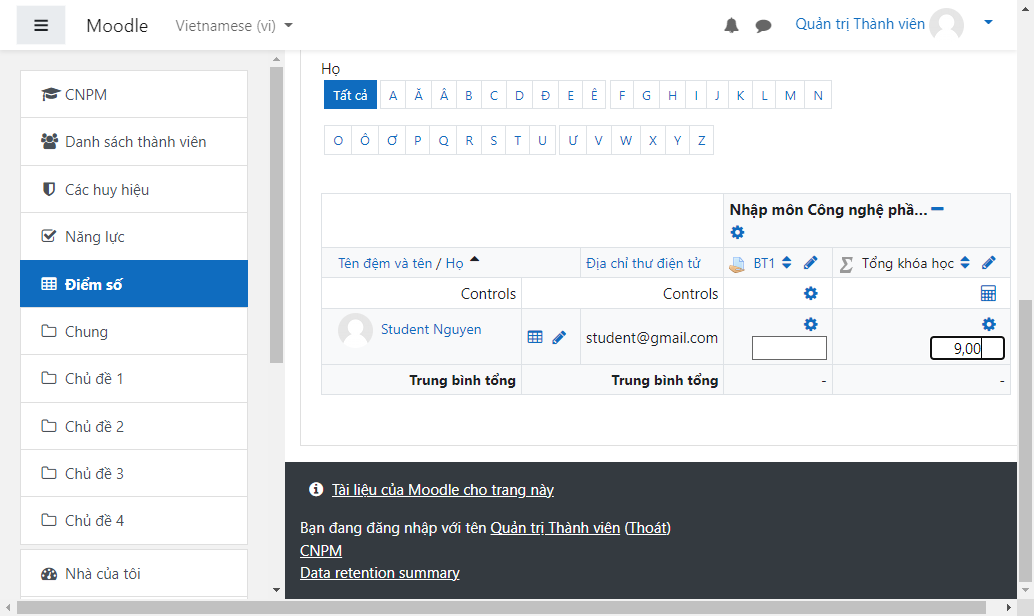 Moodle Vietnamese (vi) Quản trị Thành viên
CNPM
Danh sách thành viên
Các huy hiệu
Năng lực
Điểm số
Chung
Chủ đề 1
Chủ đề 2
Chủ đề 3
Chủ đề 4
Nhà của tôi
Họ
Tất cả A Ă Â B C D Đ E Ê F G H I J K L M N
O Ô Ơ P Q R S T U Ư V W X Y Z
Nhập môn Công nghệ phầ...
Tên đệm và tên / Họ Địa chỉ thư điện tử BT1 Tổng khóa học
Controls Controls
Student Nguyen student@gmail.com 9,00
Trung bình tổng Trung bình tổng - -
Tài liệu của Moodle cho trang này
Bạn đang đăng nhập với tên Quản trị Thành viên (Thoát)
CNPM
Data retention summary